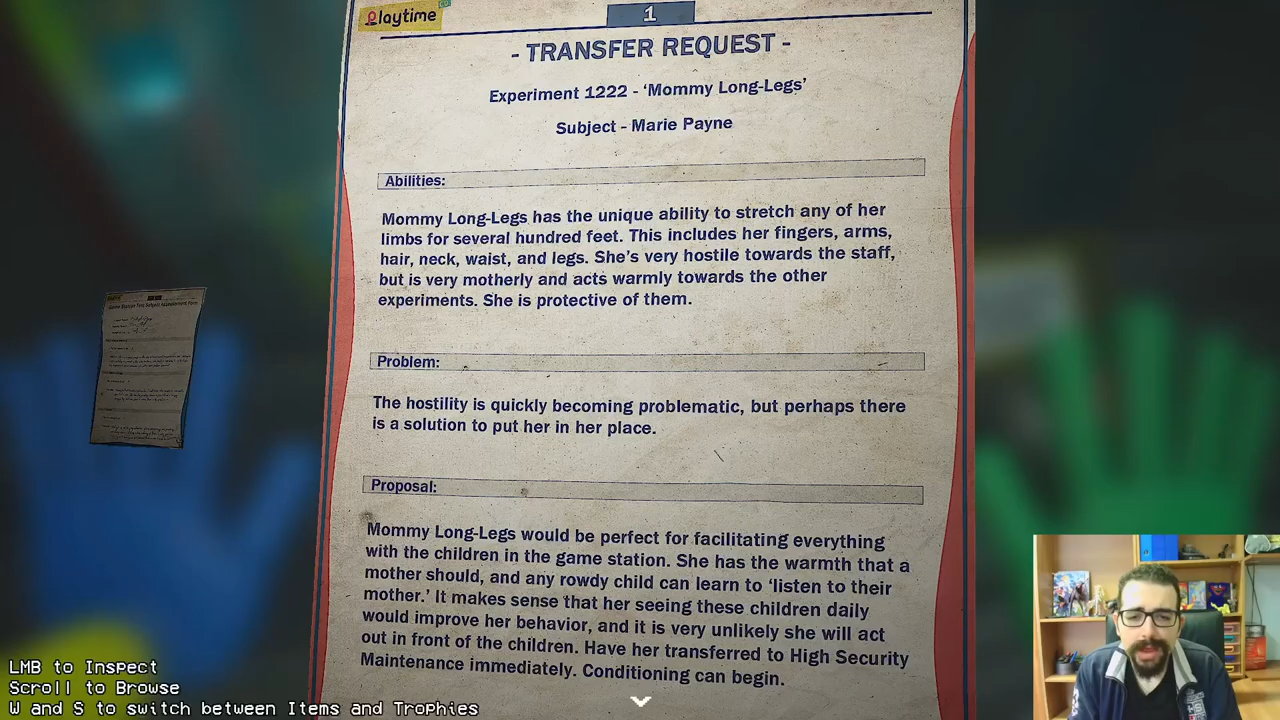 Playtime CO
1
- TRANSFER REQUEST -
Experiment 1222 - ‘Mommy Long-Legs’
Subject - Marie Payne
Abilities:
Mommy Long-Legs has the unique ability to stretch any of her
limbs for several hundred feet. This includes her fingers, arms,
hair, neck, waist, and legs. She’s very hostile towards the staff,
but is very motherly and acts warmly towards the other
experiments. She is protective of them.
Problem:
The hostility is quickly becoming problematic, but perhaps there
is a solution to put her in her place.
Proposal:
Mommy Long-Legs would be perfect for facilitating everything
with the children in the game station. She has the warmth that a
mother should, and any rowdy child can learn to ‘listen to their
mother.’ It makes sense that her seeing these children daily
would improve her behavior, and it is very unlikely she will act
out in front of the children. Have her transferred to High Security
Maintenance immediately. Conditioning can begin.
LMB to Inspect
Scroll to Browse
W and S to switch between Items and Trophies